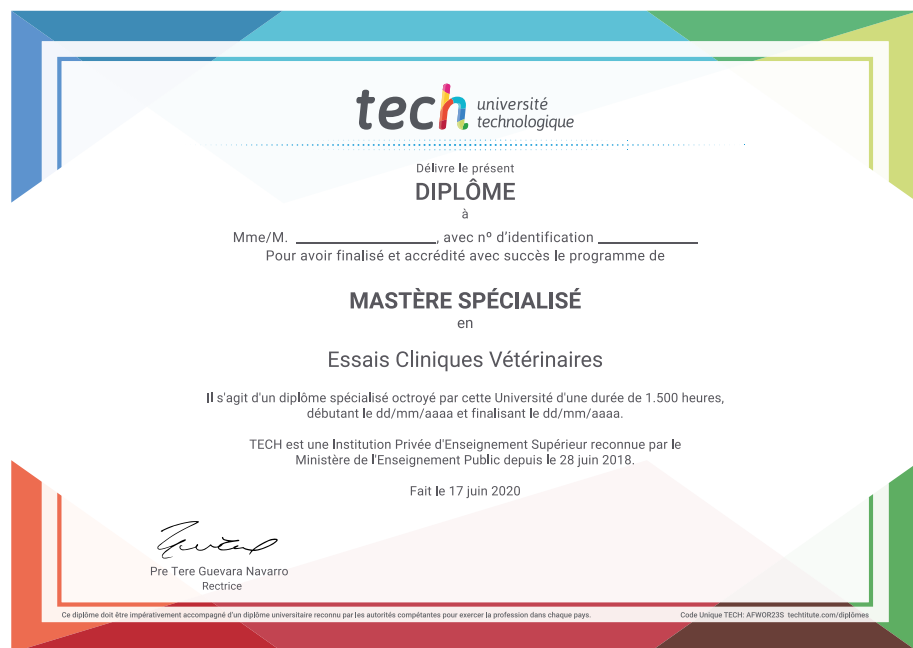 tech université
technologique
Délivre le présent
DIPLÔME
à
Mme/M. ____________, avec nº d'identification ____________
Pour avoir finalisé et accrédité avec succès le programme de
MASTÈRE SPÉCIALISÉ
en
Essais Cliniques Vétérinaires
Il s'agit d'un diplôme spécialisé octroyé par cette Université d'une durée de 1.500 heures,
débutant le dd/mm/aaaa et finalisant le dd/mm/aaaa.
TECH est une Institution Privée d'Enseignement Supérieur reconnue par le
Ministère de l'Enseignement Public depuis le 28 juin 2018.
Fait le 17 juin 2020
Pre Tere Guevara Navarro
Rectrice
Ce diplôme doit être impérativement accompagné d'un diplôme universitaire reconnu par les autorités compétantes pour exercer la profession dans chaque pays. Code Unique TECH: AFWOR23S techtitute.com/diplômes